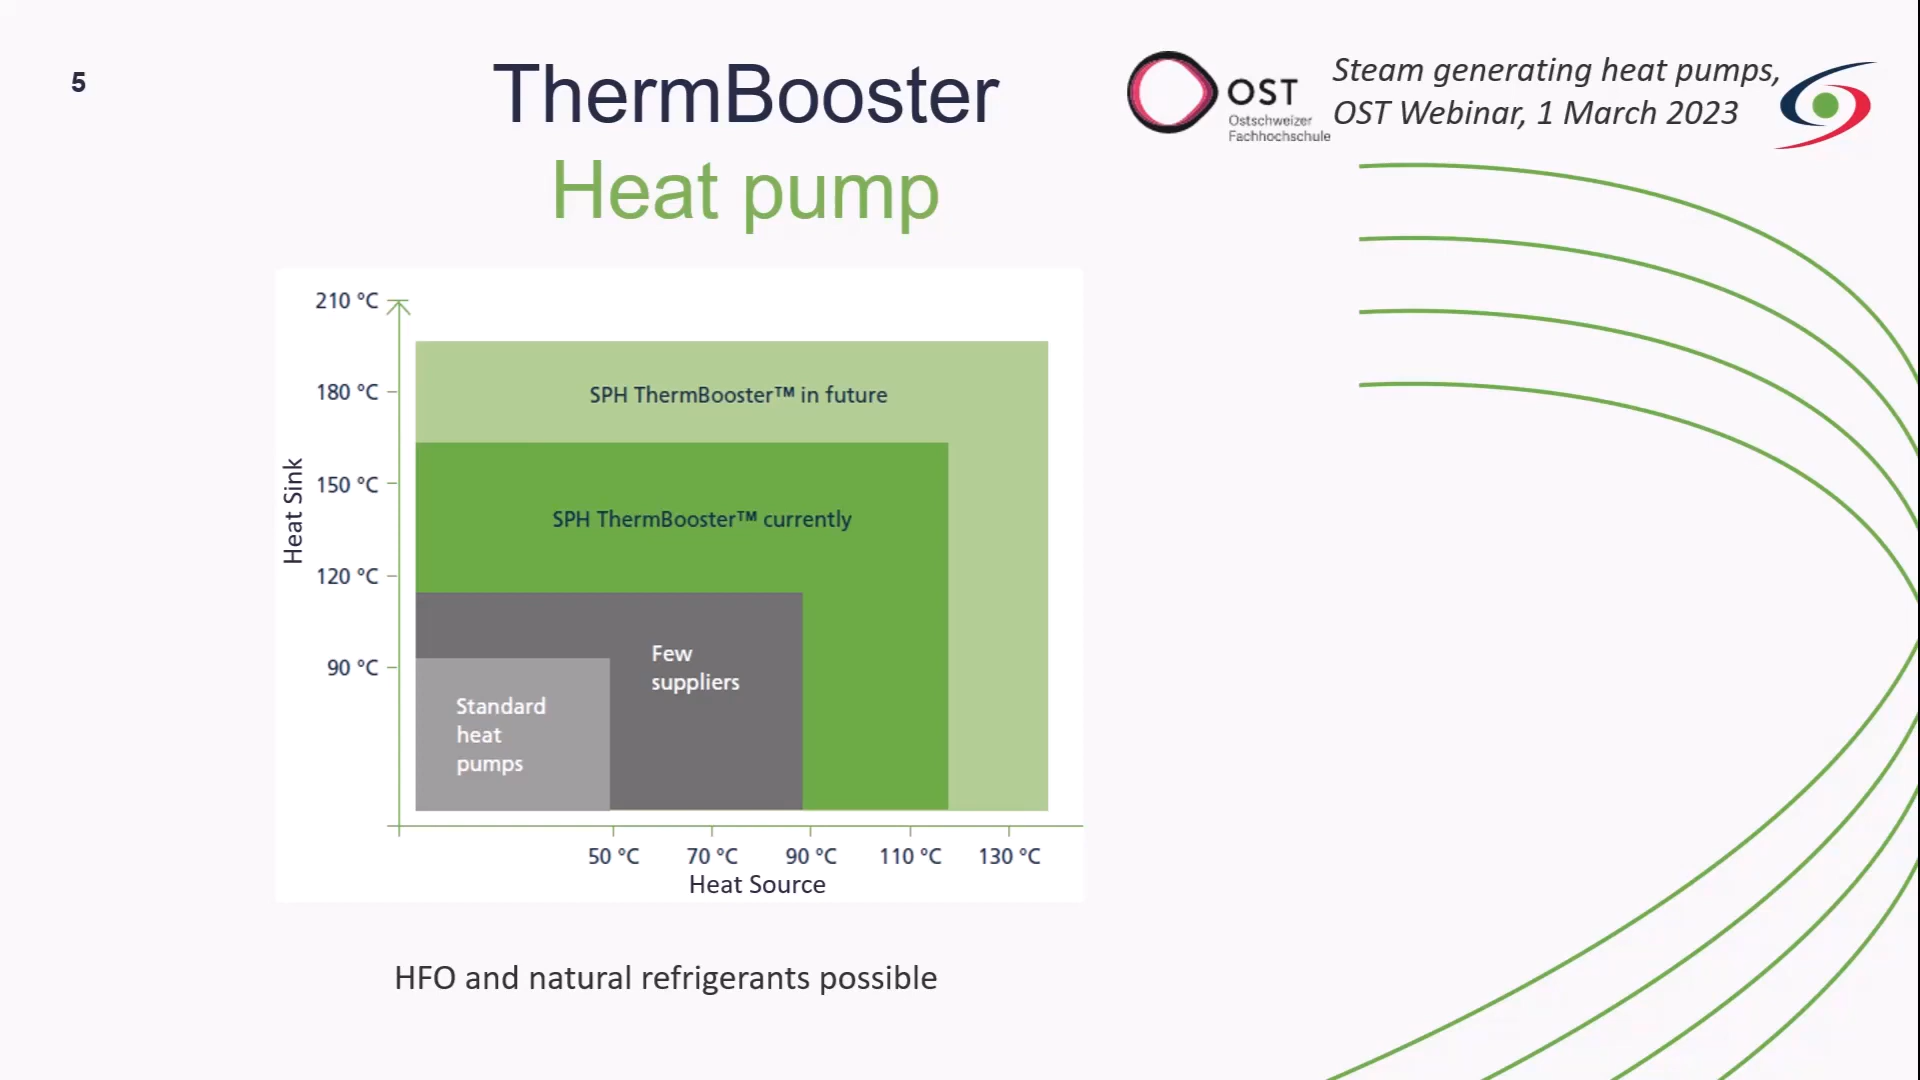 5
ThermBooster
Heat pump
OST
Ostschweizer
Fachhochschule
Steam generating heat pumps,
OST Webinar, 1 March 2023
210 °C
180 °C
150 °C
120 °C
90 °C
Heat Sink
SPH ThermBooster™ in future
SPH ThermBooster™ currently
Few
suppliers
Standard
heat
pumps
50 °C
70 °C
90 °C
110 °C
130 °C
Heat Source
HFO and natural refrigerants possible